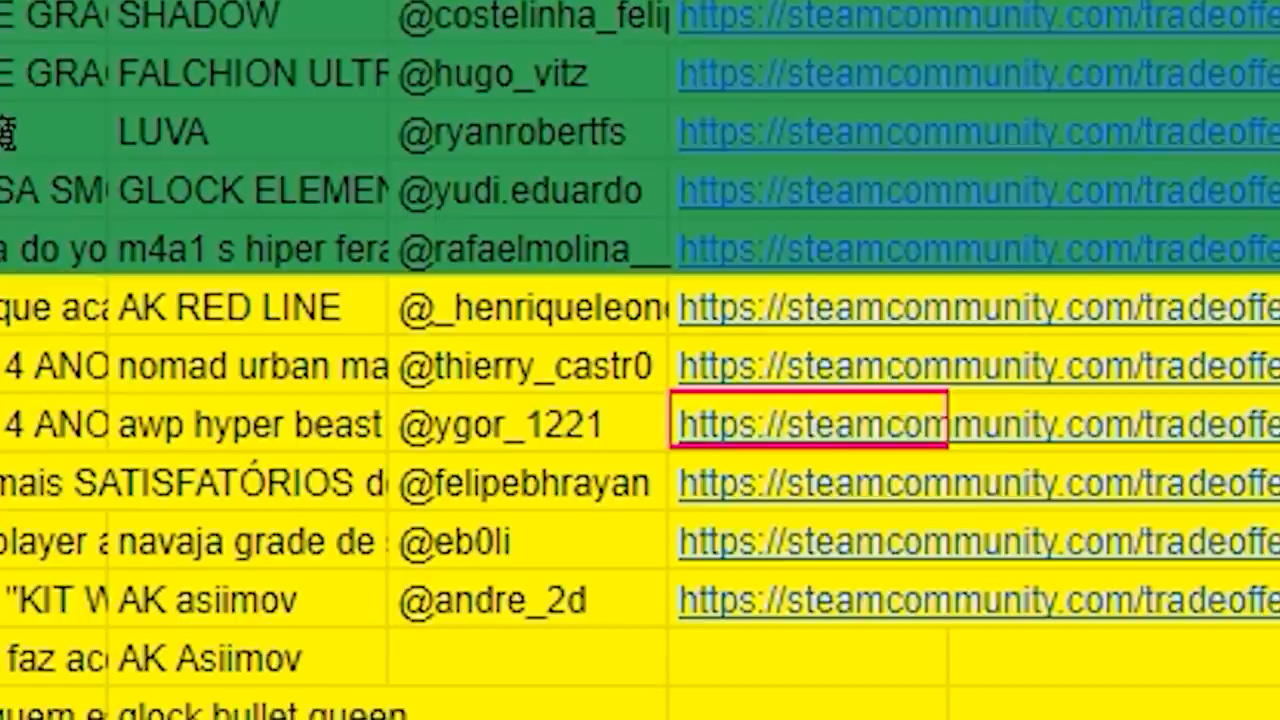 E GRA SHADOW @costelinha_feli https://steamcommunity.com/tradeoffe
E GRA FALCHION ULTR @hugo_vitz https://steamcommunity.com/tradeoffe
魔 LUVA @ryanrobertfs https://steamcommunity.com/tradeoffe
SA SM GLOCK ELEMEN @yudi.eduardo https://steamcommunity.com/tradeoffe
a do yo m4a1 s hiper fera @rafaelmolina__ https://steamcommunity.com/tradeoffe
que aca AK RED LINE @_henriqueleon https://steamcommunity.com/tradeoffe
4 ANO nomad urban ma @thierry_castr0 https://steamcommunity.com/tradeoffe
4 ANO awp hyper beast @ygor_1221 https://steamcommunity.com/tradeoffe
mais SATISFATÓRIOS d @felipebhrayan https://steamcommunity.com/tradeoffe
player a navaja grade de @eb0li https://steamcommunity.com/tradeoffe
"KIT W AK asiimov @andre_2d https://steamcommunity.com/tradeoffe
faz ac AK Asiimov
quem e glock bullet queen